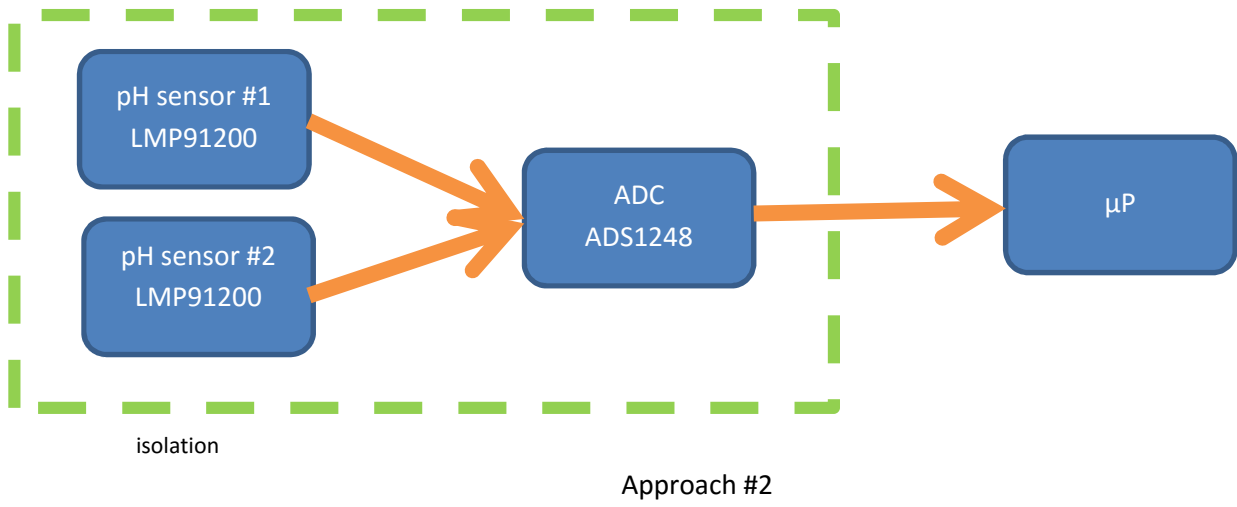 pH sensor #1
LMP91200
pH sensor #2
LMP91200
ADC
ADS1248
µP
isolation
Approach #2